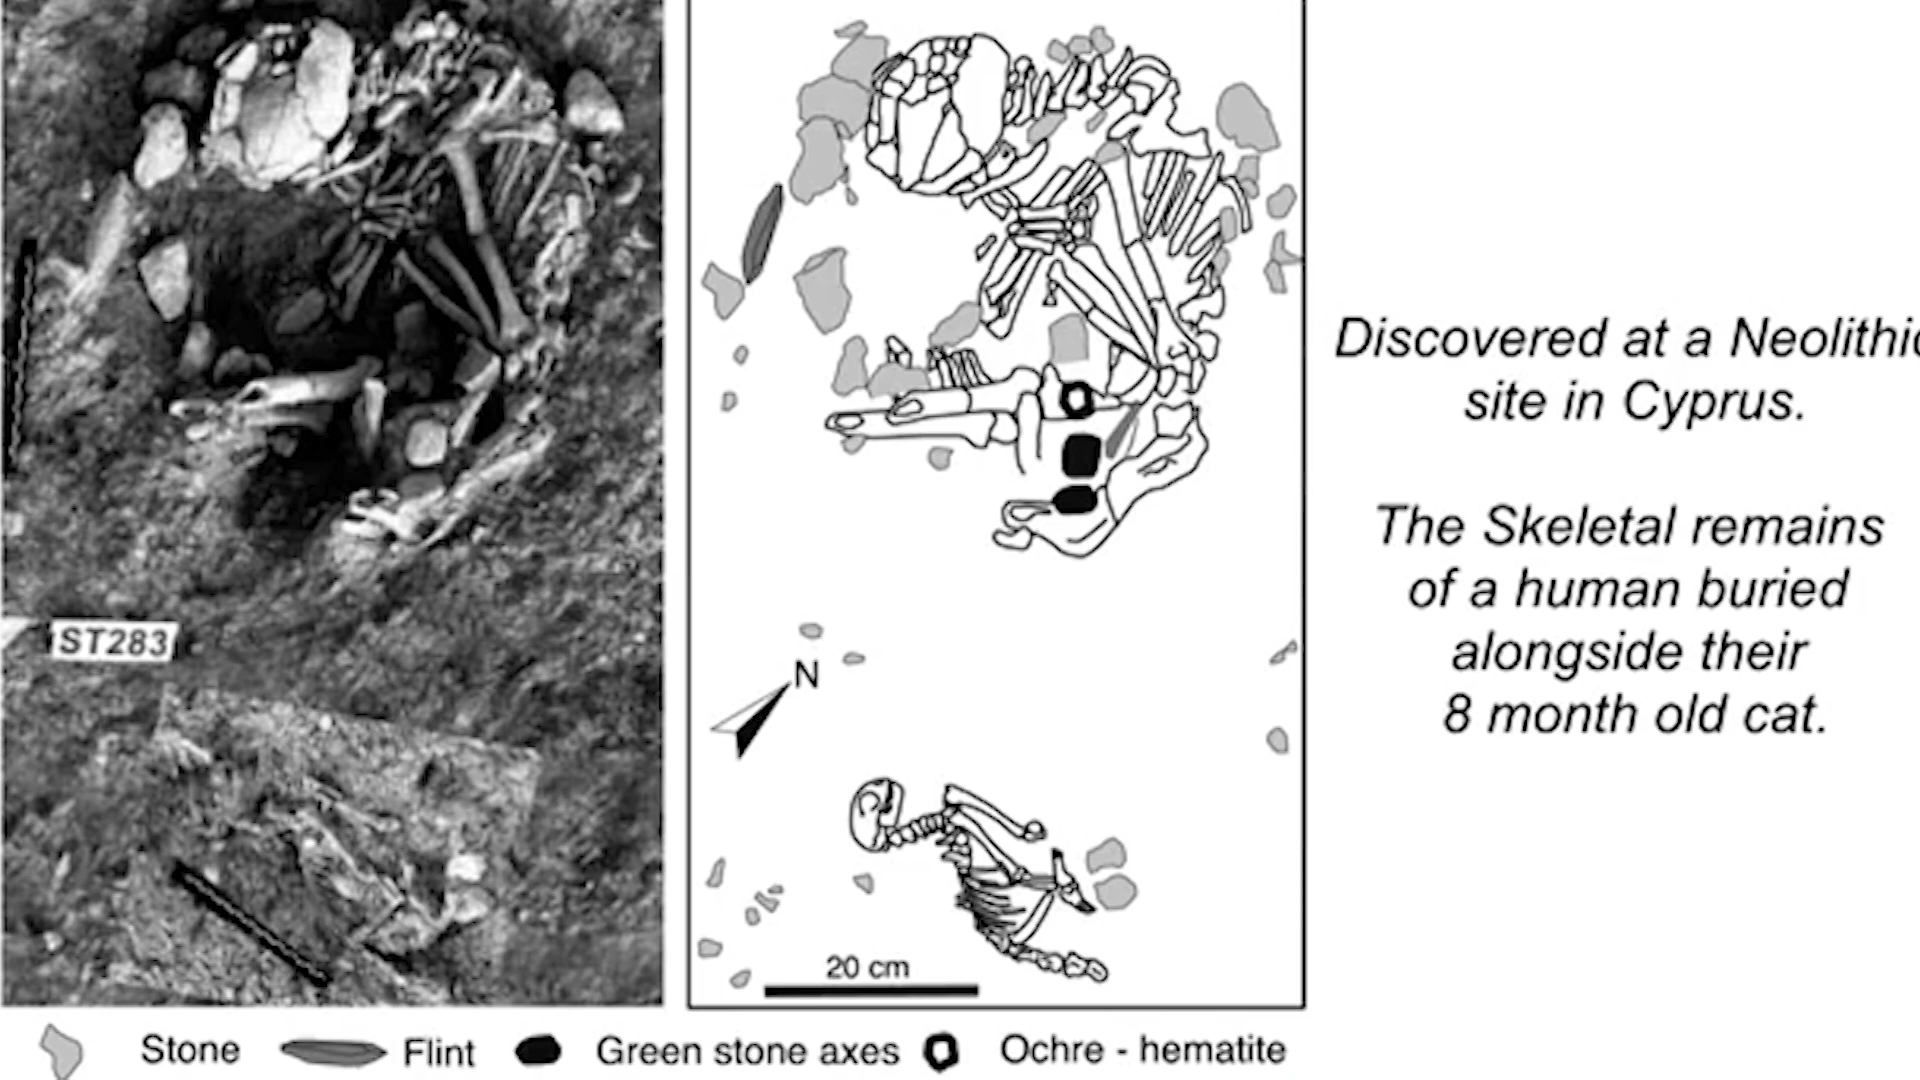 Discovered at a Neolithic
site in Cyprus.
The Skeletal remains
of a human buried
alongside their
8 month old cat.
ST283
N
20 cm
Stone
Flint
Green stone axes
Ochre - hematite